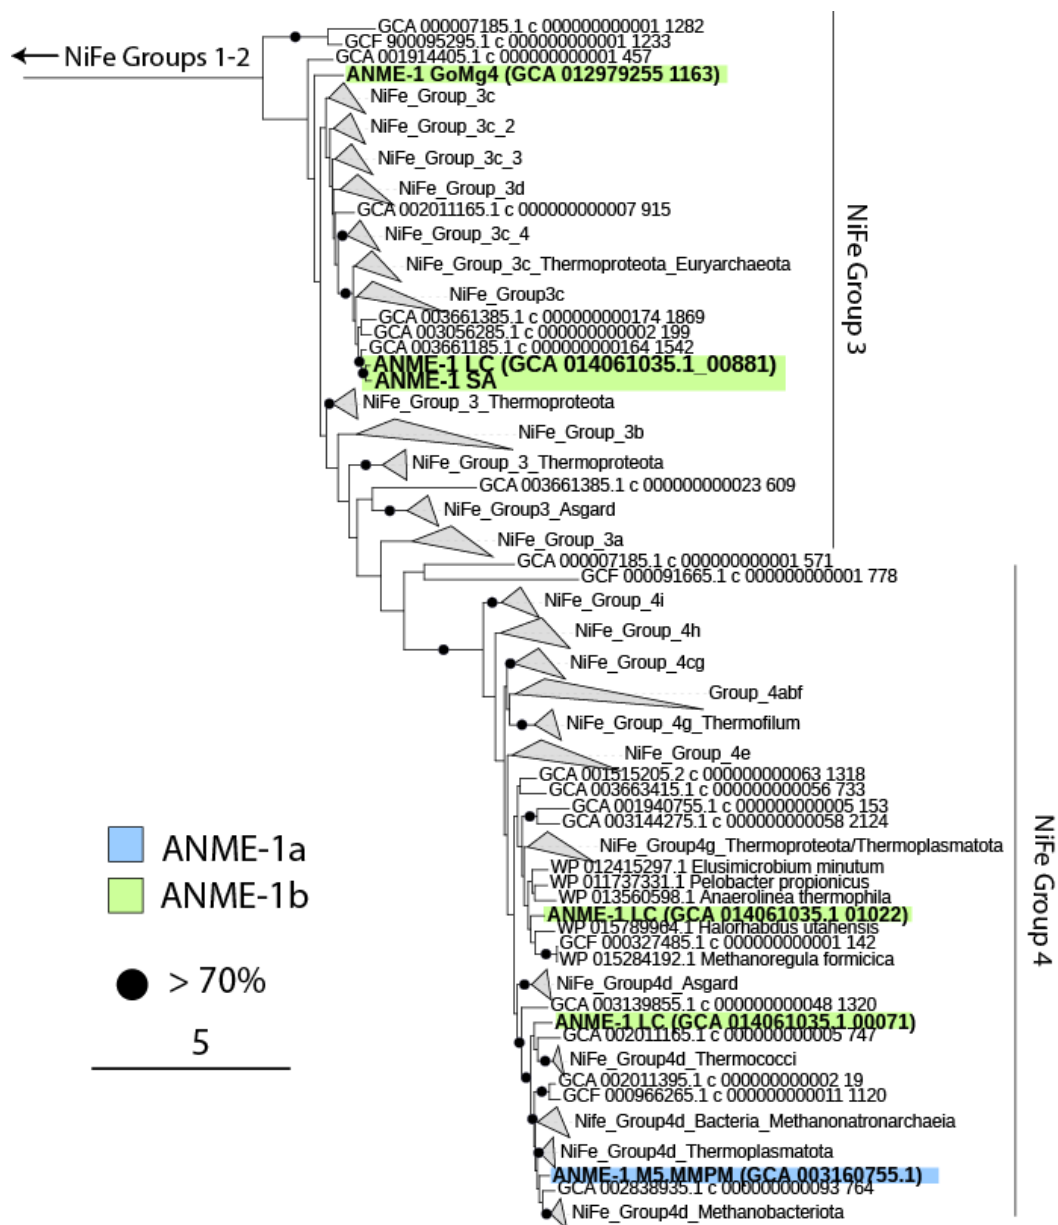 GCA 000007185.1 c 000000000001 1282
GCF 900095295.1 c 000000000001 1233
NiFe Groups 1-2
GCA 001914405.1 c 000000000001 457
ANME-1 GoMg4 (GCA 012979255 1163)
NiFe_Group_3c
NiFe_Group_3c_2
NiFe_Group_3c_3
NiFe_Group_3d
GCA 002011165.1 c 000000000007 915
NiFe_Group_3c_4
NiFe_Group_3c_Thermoproteota_Euryarchaeota
NiFe_Group3c
GCA 003661385.1 c 000000000174 1869
GCA 003056285.1 c 000000000002 199
GCA 003661185.1 c 000000000164 1542
ANME-1 LC (GCA 014061035.1_00881)
ANME-1 SA
NiFe_Group_3_Thermoproteota
NiFe_Group_3b
NiFe_Group_3_Thermoproteota
GCA 003661385.1 c 000000000023 609
NiFe_Group3_Asgard
NiFe_Group_3a
NiFe Group 3
GCA 000007185.1 c 000000000001 571
GCF 000091665.1 c 000000000001 778
NiFe_Group_4i
NiFe_Group_4h
NiFe_Group_4cg
Group_4abf
NiFe_Group_4g_Thermofilum
NiFe_Group_4e
GCA 001515205.2 c 000000000063 1318
GCA 003663415.1 c 000000000056 733
GCA 001940755.1 c 000000000005 153
GCA 003144275.1 c 000000000058 2124
NiFe_Group4g_Thermoproteota/Thermoplasmatota
WP 012415297.1 Elusimicrobium minutum
WP 011737331.1 Pelobacter propionicus
WP 013560598.1 Anaerolinea thermophila
ANME-1 LC (GCA 014061035.1 01022)
WP 015789904.1 Halorhabdus utahensis
GCF 000327485.1 c 000000000001 142
WP 015284192.1 Methanoregula formicica
NiFe_Group4d_Asgard
GCA 003139855.1 c 000000000048 1320
ANME-1 LC (GCA 014061035.1 00071)
GCA 002011165.1 c 000000000005 747
NiFe_Group4d_Thermococci
GCA 002011395.1 c 000000000002 19
GCF 000966265.1 c 000000000011 1120
Nife_Group4d_Bacteria_Methanonatronarchaeia
NiFe_Group4d_Thermoplasmatota
ANME-1 M5.MMPM (GCA 003160755.1)
GCA 002838935.1 c 000000000093 764
NiFe_Group4d_Methanobacteriota
NiFe Group 4
ANME-1a
ANME-1b
> 70%
5